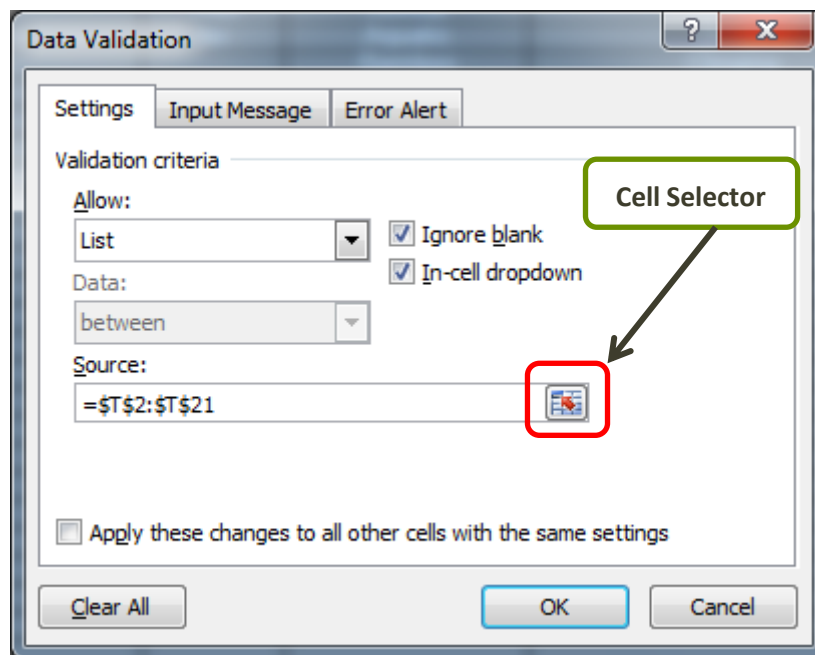 Data Validation
?
X
Settings Input Message Error Alert
Validation criteria
Allow:
Cell Selector
List
Ignore blank
In-cell dropdown
Data:
between
Source:
=$T$2:$T$21
Apply these changes to all other cells with the same settings
Clear All OK Cancel